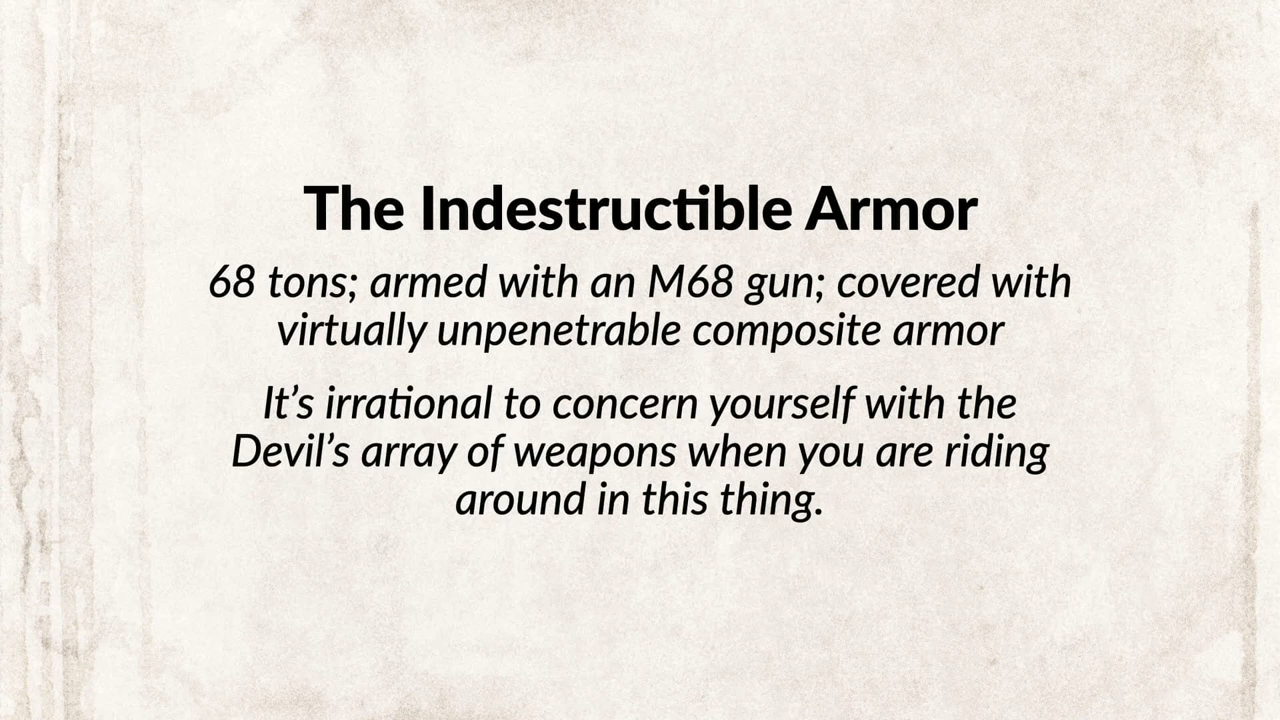 The Indestructible Armor
68 tons; armed with an M68 gun; covered with
virtually unpenetrable composite armor
It’s irrational to concern yourself with the
Devil’s array of weapons when you are riding
around in this thing.